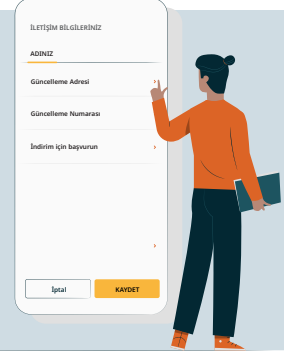 İLETİŞİM BİLGİLERİNİZ
ADINIZ
Güncelleme Adresi
Güncelleme Numarası
İndirim için başvurun
İptal
KAYDET